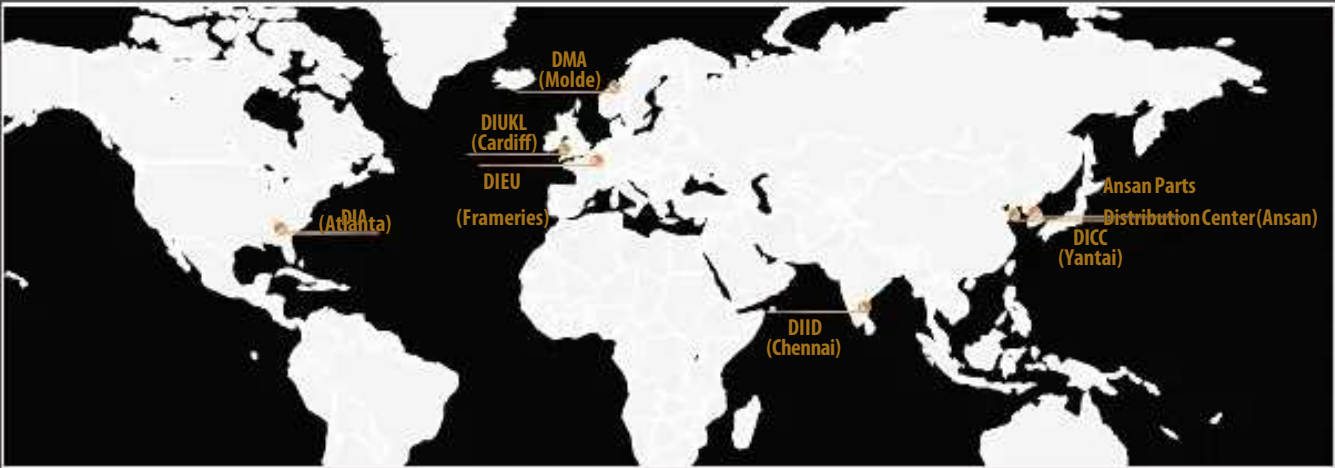 DMA
(Molde)
DIUKL
(Cardiff)
DIEU
(Frameries)
DIA
(Atlanta)
Ansan Parts
Distribution Center (Ansan)
DICC
(Yantai)
DIID
(Chennai)